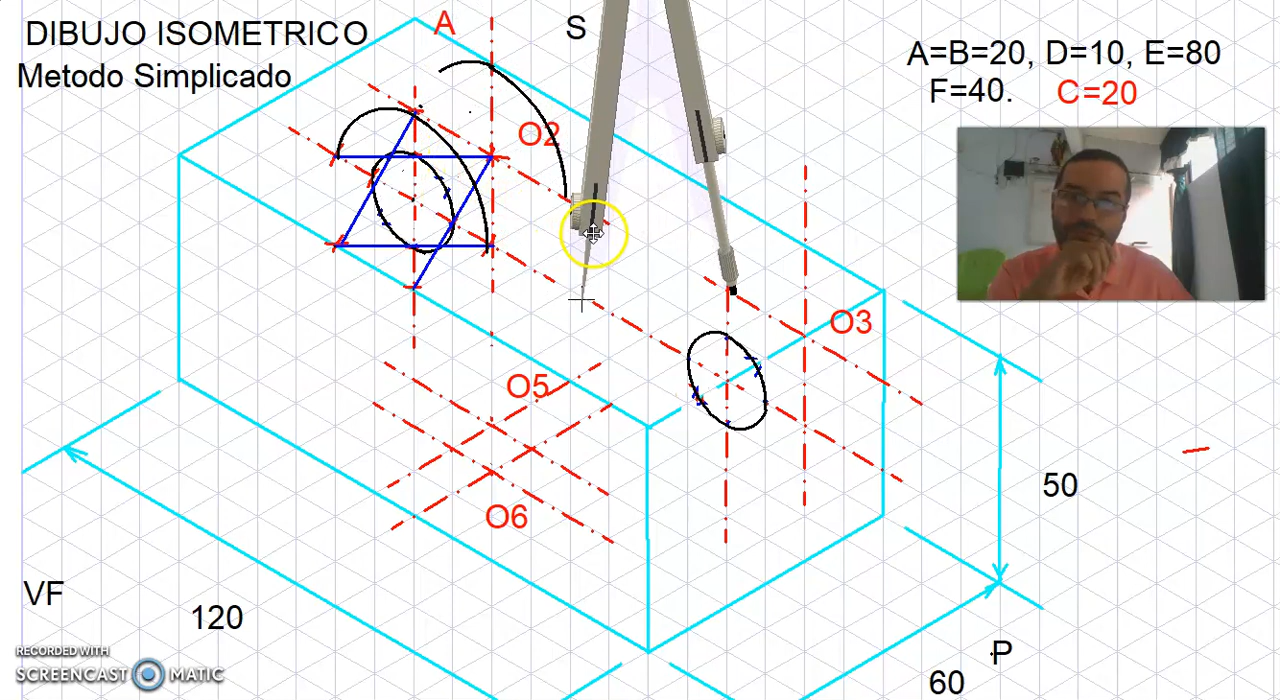 DIBUJO ISOMETRICO
Metodo Simplicado
A
S
A=B=20, D=10, E=80
F=40. C=20
O2
O3
O5
O6
50
VF
120
P
60
RECORDED WITH
SCREENCAST MATIC